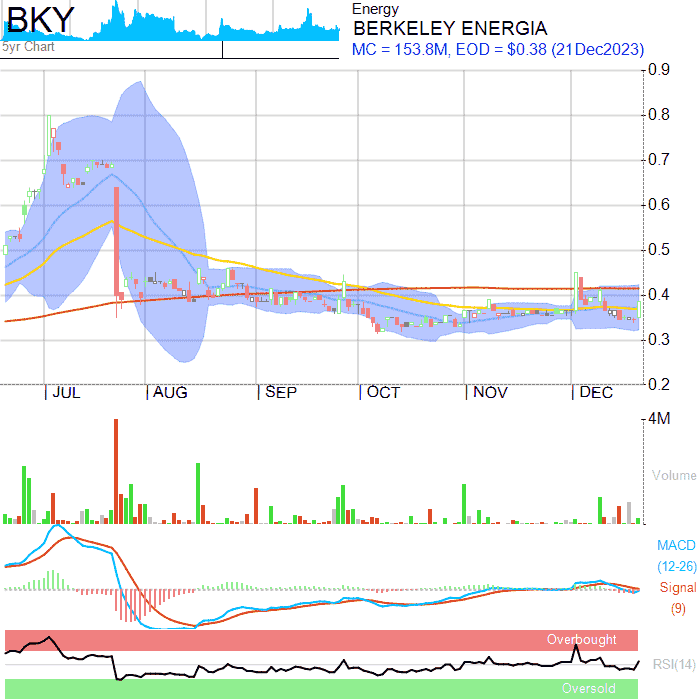 BKY
5yr Chart
Energy
BERKELEY ENERGIA
MC = 153.8M, EOD = $0.38 (21Dec2023)
0.9
0.8
0.7
0.6
0.5
0.4
0.3
0.2
JUL AUG SEP OCT NOV DEC
4M
Volume
MACD
(12-26)
Signal
(9)
Overbought
RSI(14)
Oversold